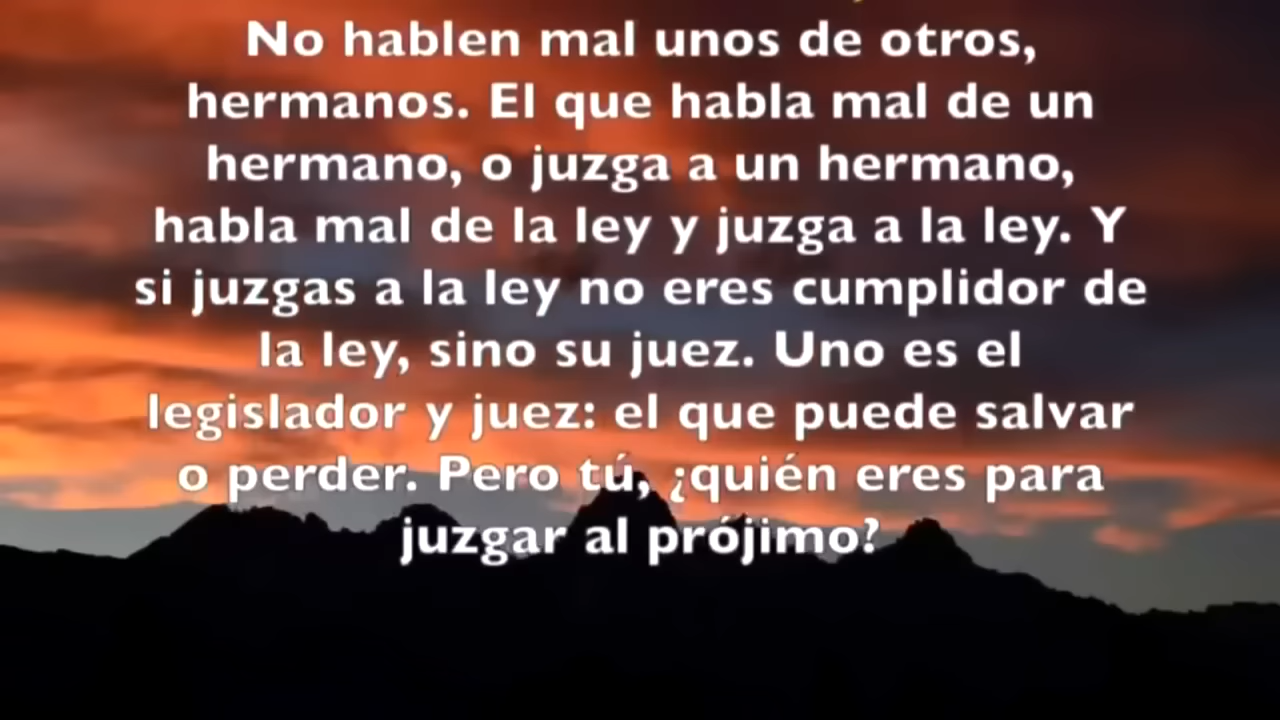 No hablen mal unos de otros,
hermanos. El que habla mal de un
hermano, o juzga a un hermano,
habla mal de la ley y juzga a la ley. Y
si juzgas a la ley no eres cumplidor de
la ley, sino su juez. Uno es el
legislador y juez: el que puede salvar
o perder. Pero tú, ¿quién eres para
juzgar al prójimo?